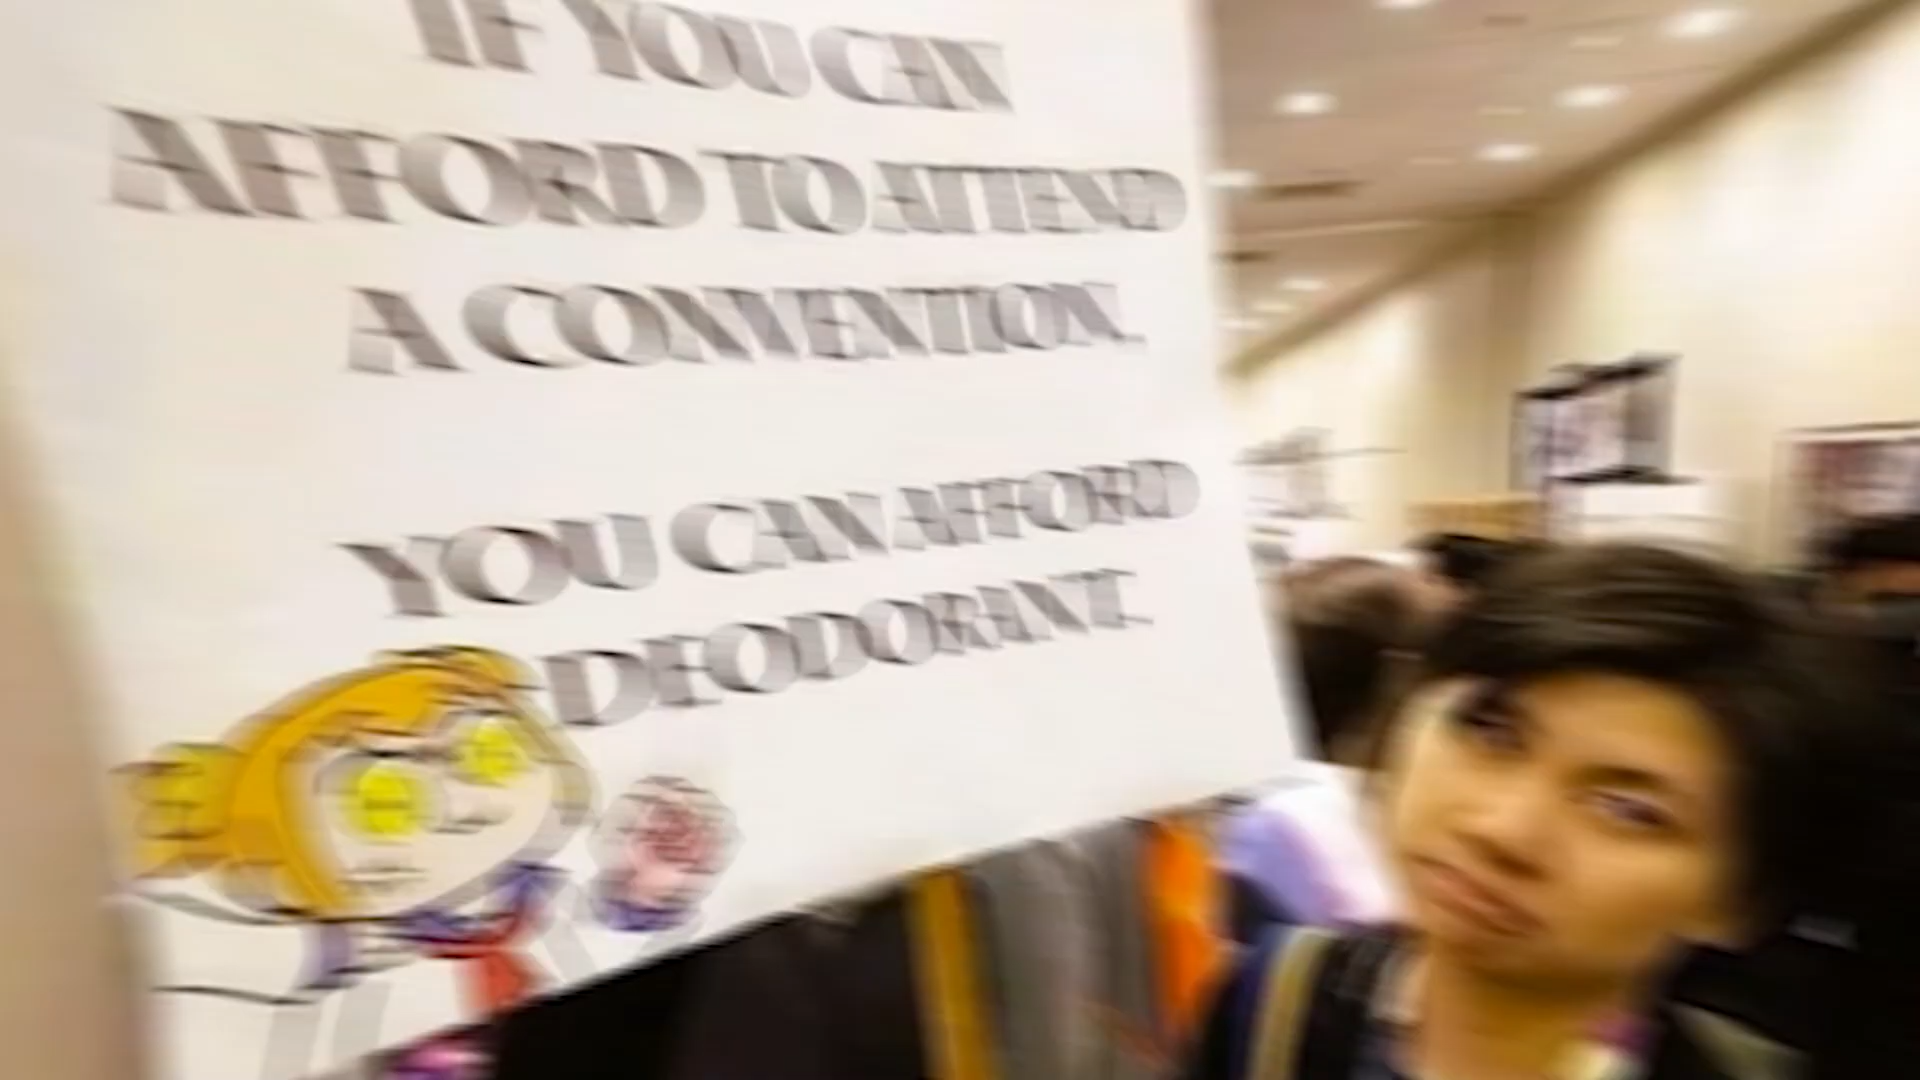 IF YOU CAN
AFFORD TO ATTEND
A CONVENTION.
YOU CAN AFFORD
DEODORANT.